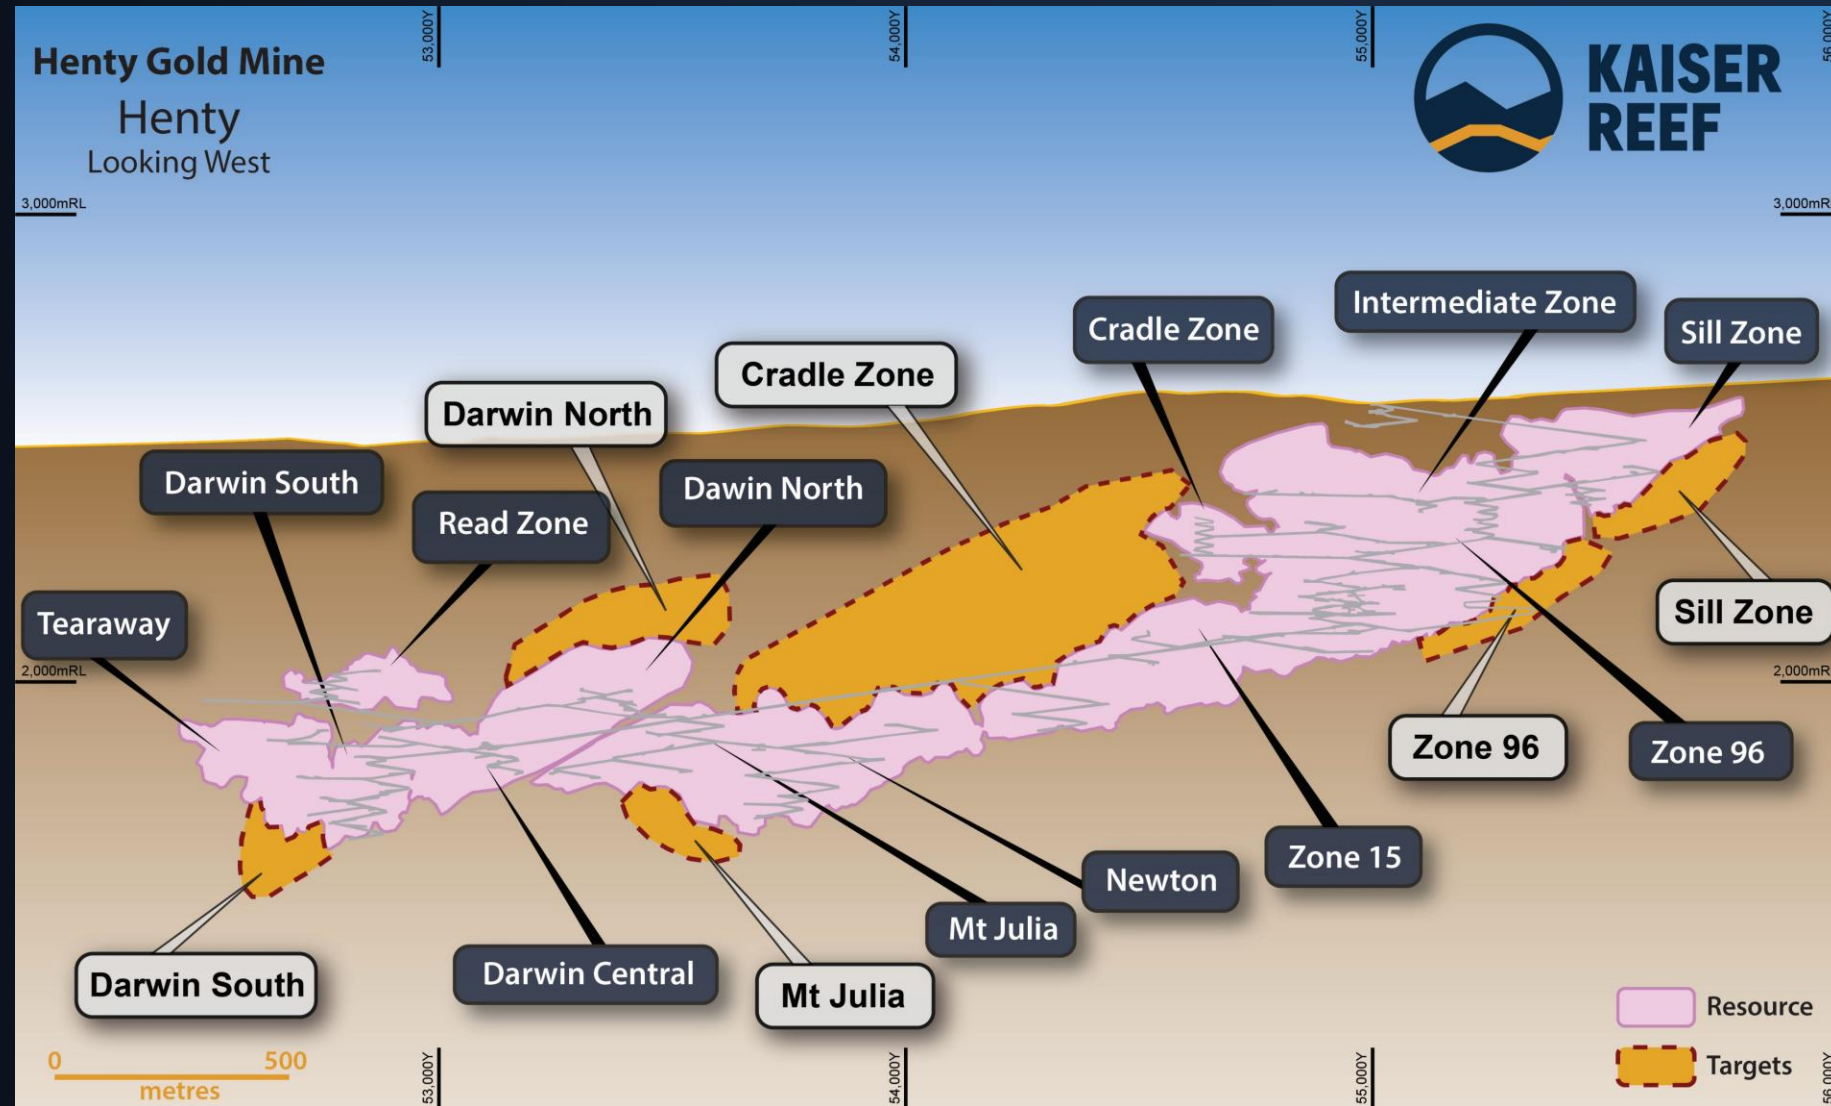 53,000Y
54,000Y
55,000Y
56,000Y
Henty Gold Mine
Henty
Looking West
KAISER
REEF
3,000mRL
3,000mR
Intermediate Zone
Cradle Zone
Sill Zone
Cradle Zone
Darwin North
Darwin South
Dawin North
Read Zone
Tearaway
Sill Zone
2,000mRL
2,000mR
Zone 96
Zone 96
Zone 15
Newton
Mt Julia
Darwin Central
Darwin South
Mt Julia
Resource
Targets
0 500
metres
53,000Y
54,000Y
55,000Y
56,000Y